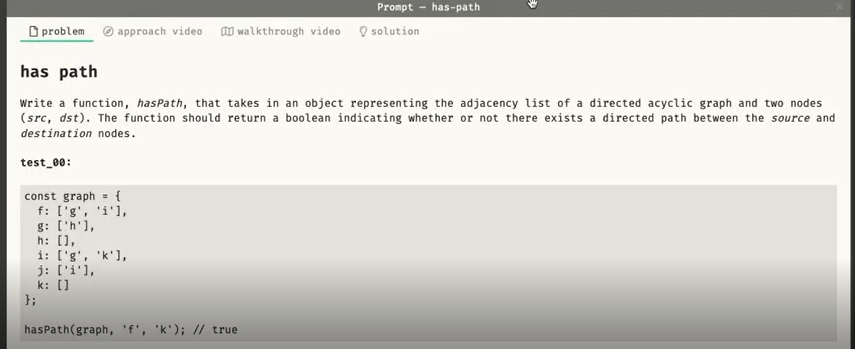 Prompt — has-path
problem approach video walkthrough video solution
has path
Write a function, hasPath, that takes in an object representing the adjacency list of a directed acyclic graph and two nodes
(src, dst). The function should return a boolean indicating whether or not there exists a directed path between the source and
destination nodes.
test_00:
const graph = {
  f: ['g', 'i'],
  g: ['h'],
  h: [],
  i: ['g', 'k'],
  j: ['i'],
  k: []
};
hasPath(graph, 'f', 'k'); // true